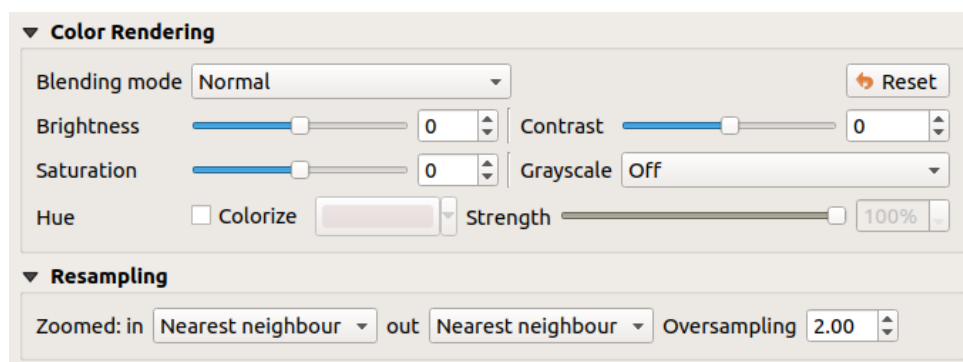 Color Rendering
Blending mode Normal Reset
Brightness 0 Contrast 0
Saturation 0 Grayscale Off
Hue Colorize Strength 100%
Resampling
Zoomed: in Nearest neighbour out Nearest neighbour Oversampling 2.00